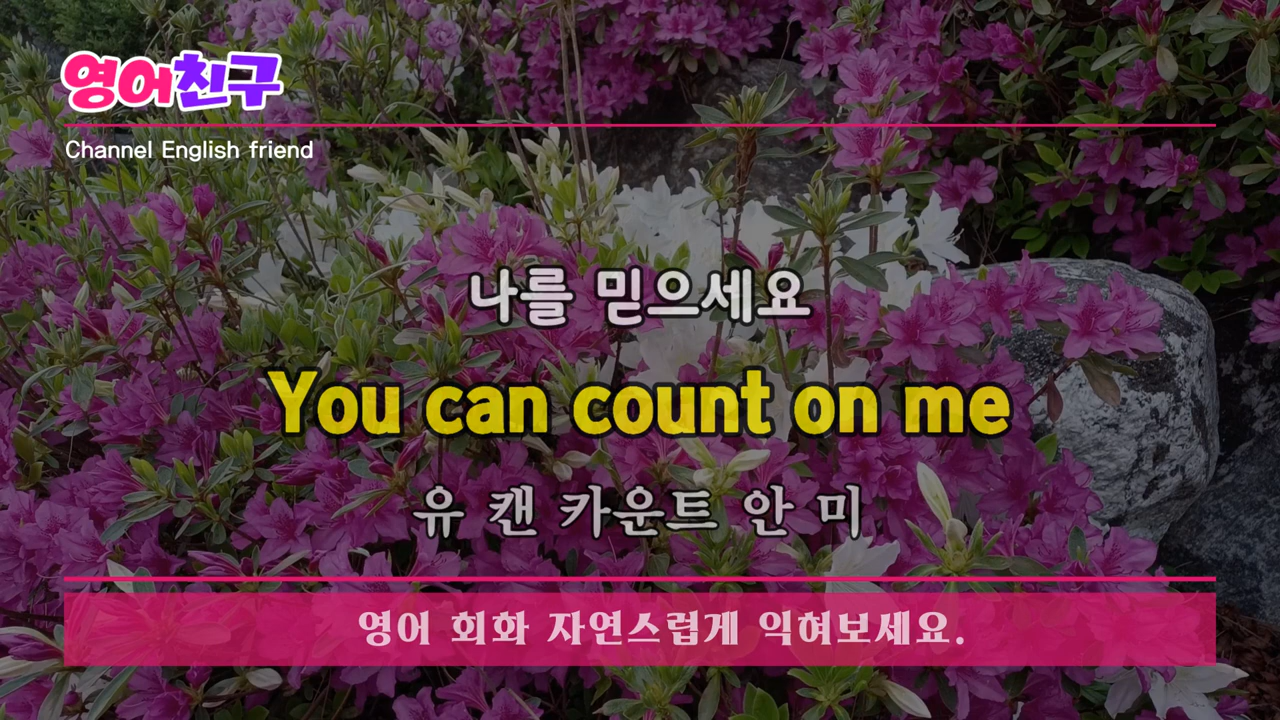 영어친구
Channel English friend
나를 믿으세요
You can count on me
유 캔 카운트 안 미
영어 회화 자연스럽게 익혀보세요.